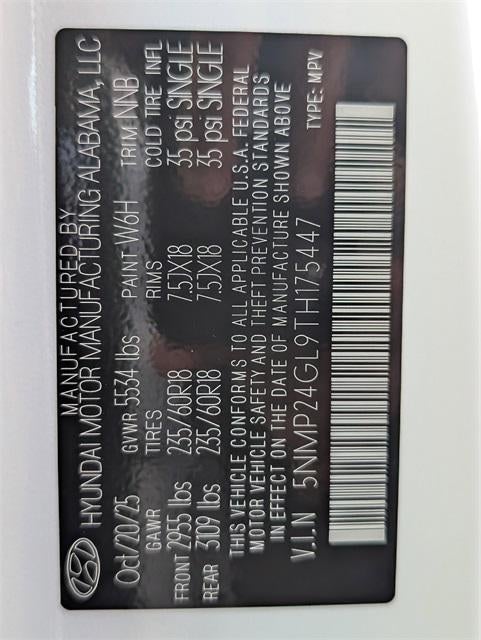 MANUFACTURED BY
HYUNDAI MOTOR MANUFACTURING ALABAMA, LLC
Oct/20/25 GVWR 5534 lbs PAINT W6H TRIM NNB
GAWR TIRES RIMS COLD TIRE INFL
FRONT 2955 lbs 235/60R18 7.5JX18 35 psi SINGLE
REAR 3109 lbs 235/60R18 7.5JX18 35 psi SINGLE
THIS VEHICLE CONFORMS TO ALL APPLICABLE U.S.A. FEDERAL
MOTOR VEHICLE SAFETY AND THEFT PREVENTION STANDARDS
IN EFFECT ON THE DATE OF MANUFACTURE SHOWN ABOVE
V.I.N 5NMP24GL9TH175447 TYPE: MPV